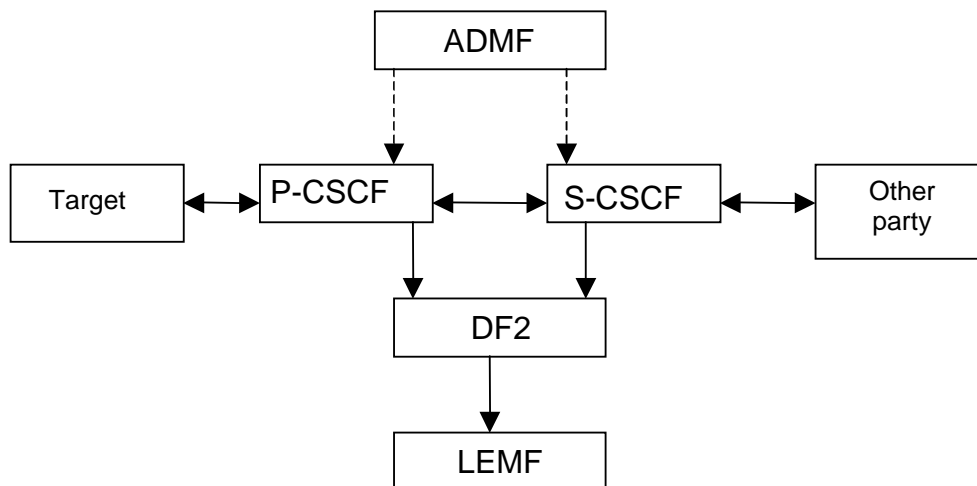 ADMF
Target
P-CSCF
S-CSCF
Other
party
DF2
LEMF